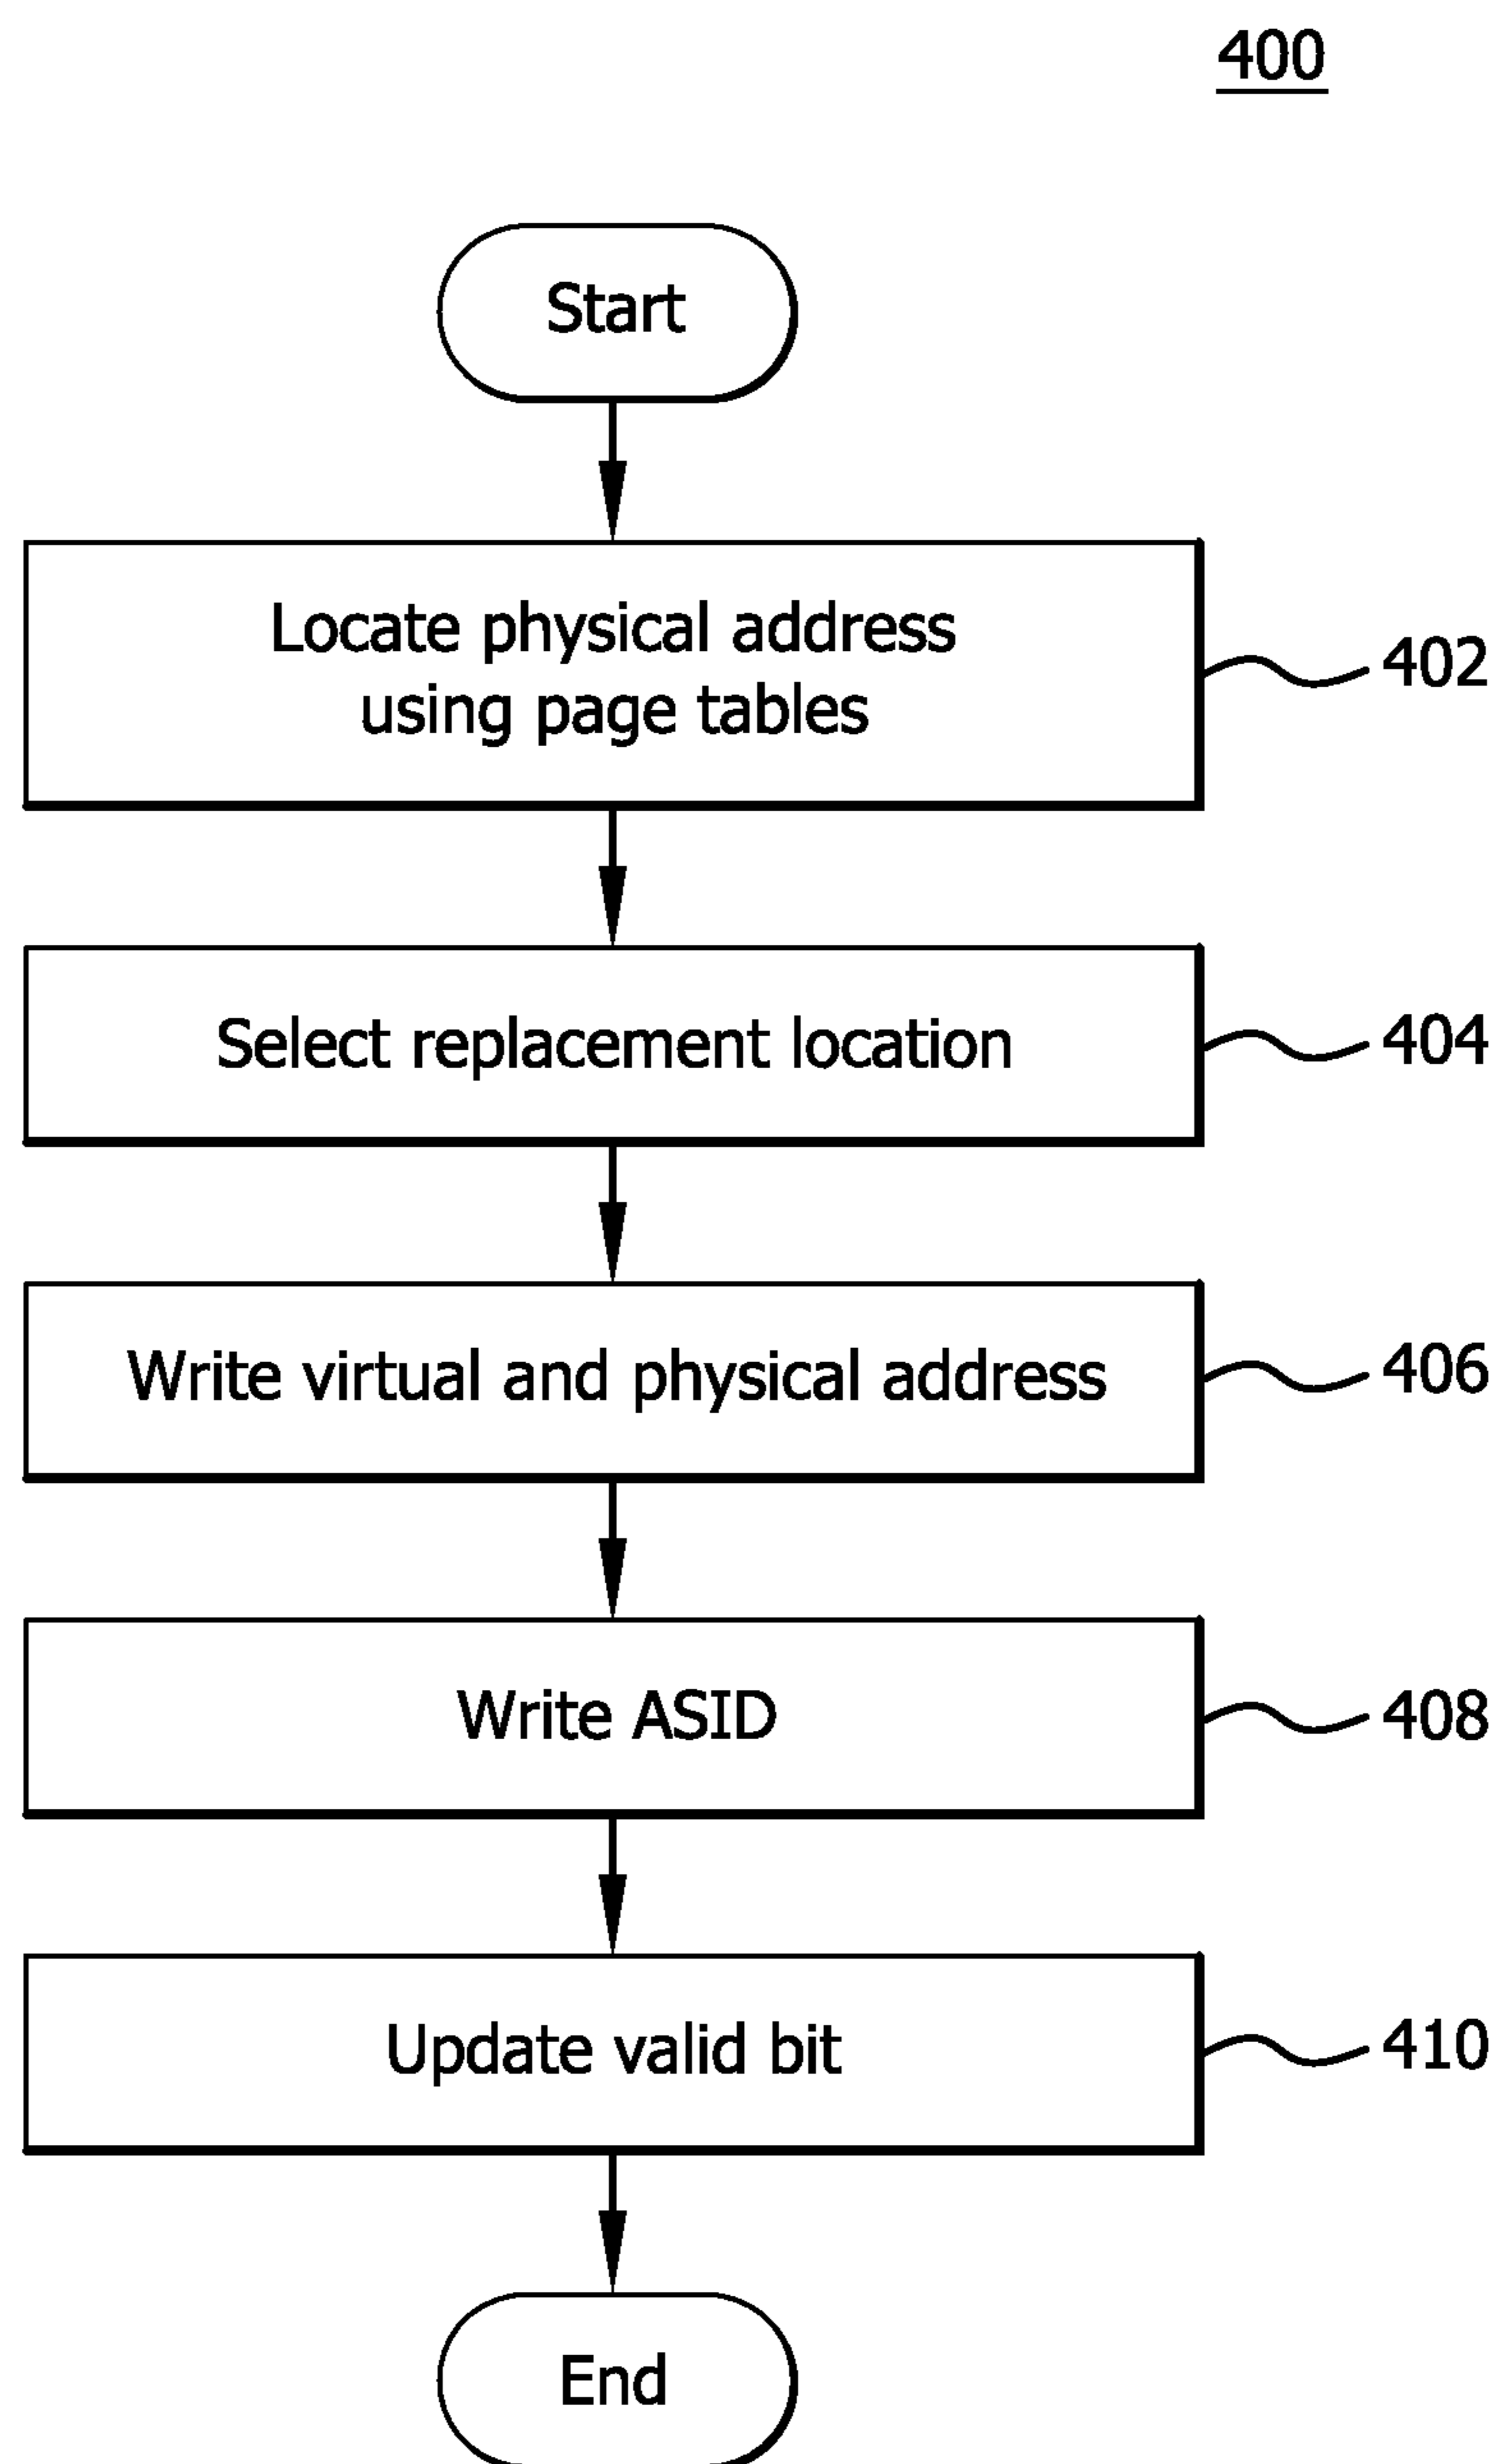 400
Start
Locate physical address
using page tables
402
Select replacement location
404
Write virtual and physical address
406
Write ASID
408
Update valid bit
410
End